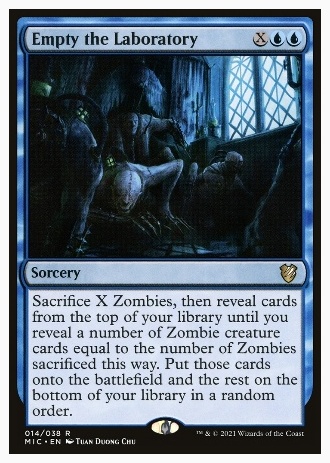 Empty the Laboratory XUU
Sorcery
Sacrifice X Zombies, then reveal cards
from the top of your library until you
reveal a number of Zombie creature
cards equal to the number of Zombies
sacrificed this way. Put those cards
onto the battlefield and the rest on the
bottom of your library in a random
order.
014/038 R
MIC • EN Tuan Duong Chu
™ & © 2021 Wizards of the Coast